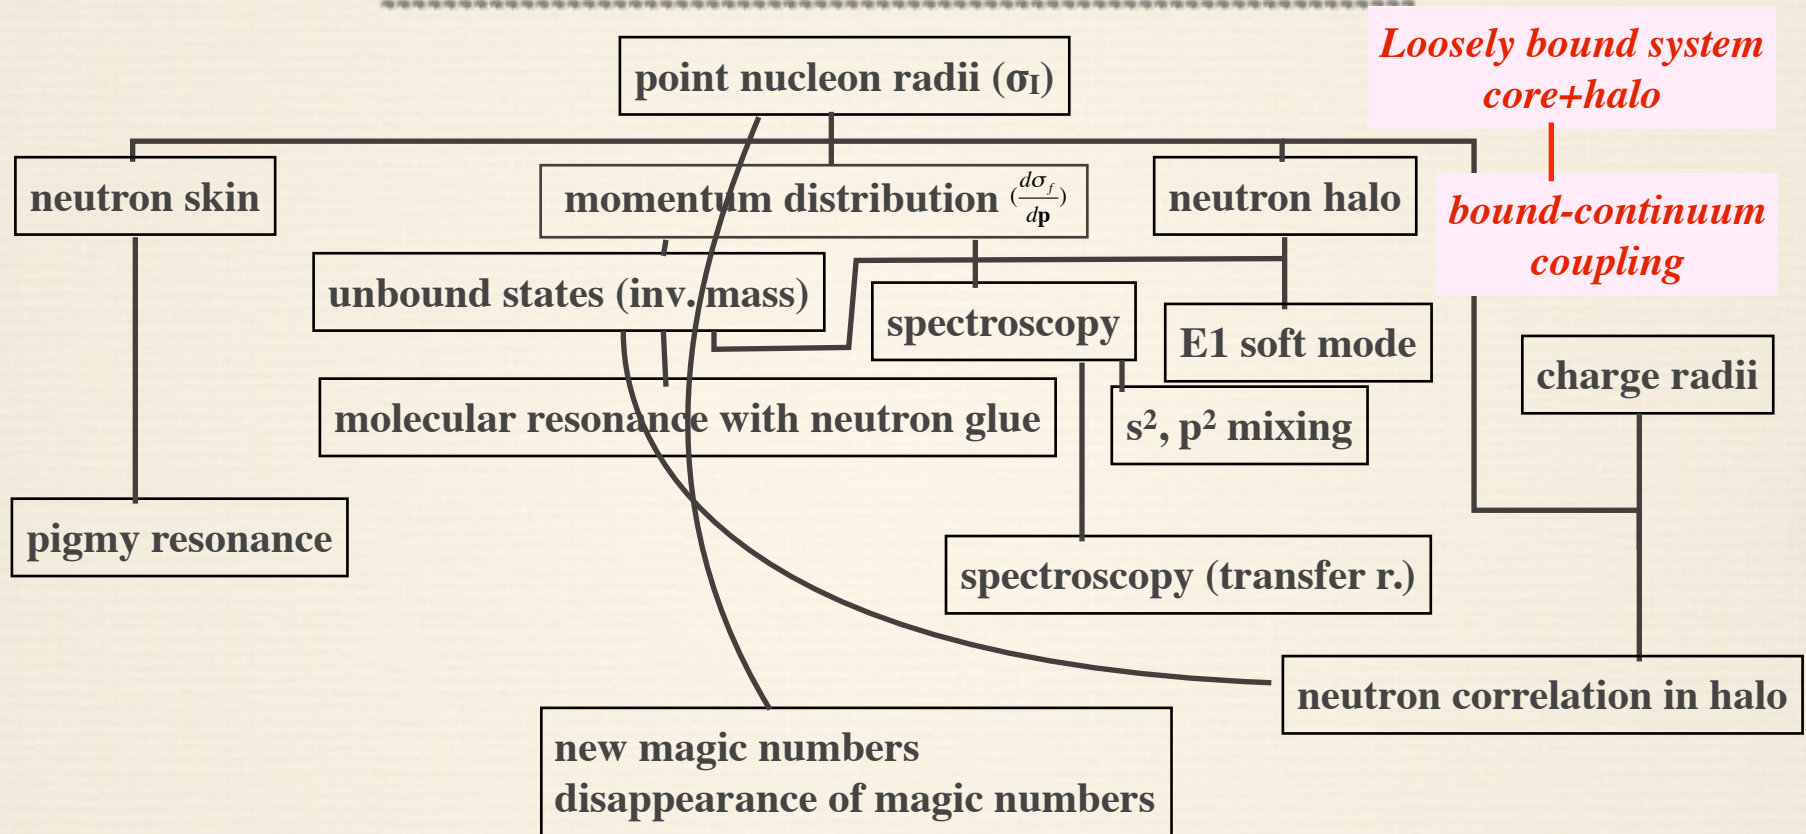 Loosely bound system
core+halo
point nucleon radii (σI)
neutron skin
momentum distribution (dσf/dp)
neutron halo
bound-continuum
coupling
unbound states (inv. mass)
spectroscopy
E1 soft mode
charge radii
molecular resonance with neutron glue
s², p² mixing
pigmy resonance
spectroscopy (transfer r.)
neutron correlation in halo
new magic numbers
disappearance of magic numbers